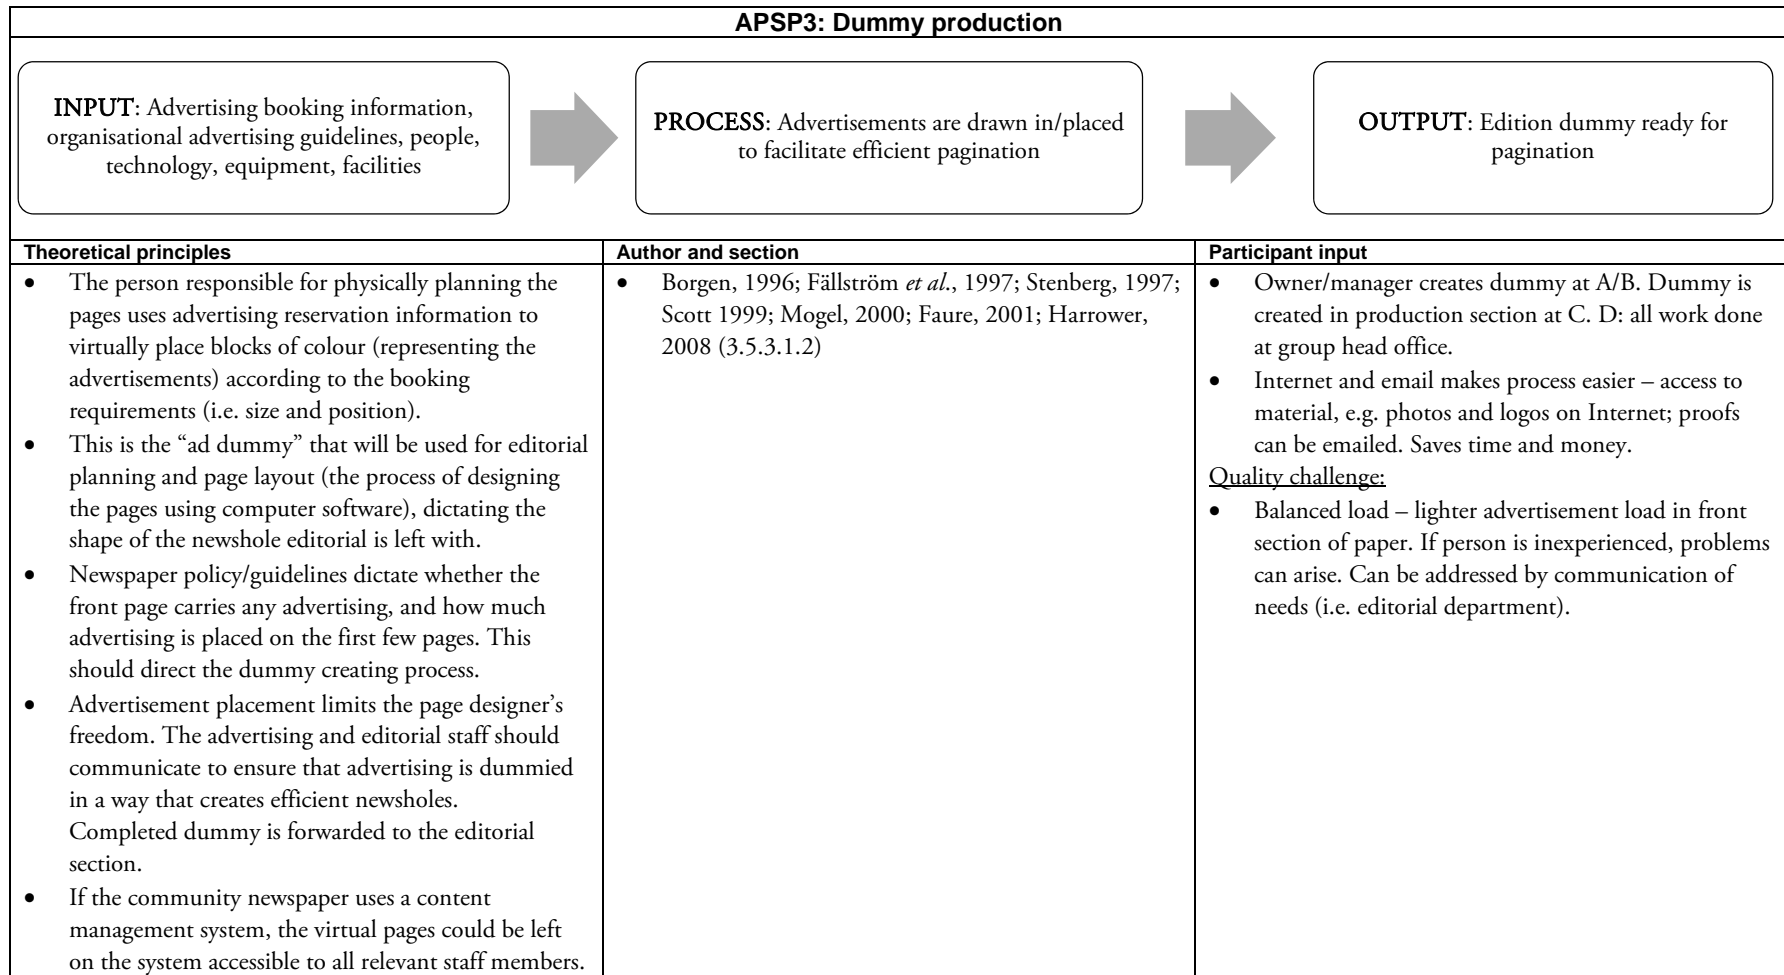 APSP3: Dummy production
INPUT: Advertising booking information,
organisational advertising guidelines, people,
technology, equipment, facilities
PROCESS: Advertisements are drawn in/placed
to facilitate efficient pagination
OUTPUT: Edition dummy ready for
pagination
Theoretical principles
• The person responsible for physically planning the
pages uses advertising reservation information to
virtually place blocks of colour (representing the
advertisements) according to the booking
requirements (i.e. size and position).
• This is the “ad dummy” that will be used for editorial
planning and page layout (the process of designing
the pages using computer software), dictating the
shape of the newshole editorial is left with.
• Newspaper policy/guidelines dictate whether the
front page carries any advertising, and how much
advertising is placed on the first few pages. This
should direct the dummy creating process.
• Advertisement placement limits the page designer’s
freedom. The advertising and editorial staff should
communicate to ensure that advertising is dummied
in a way that creates efficient newsholes.
Completed dummy is forwarded to the editorial
section.
• If the community newspaper uses a content
management system, the virtual pages could be left
on the system accessible to all relevant staff members.
Author and section
• Borgen, 1996; Fällström et al., 1997; Stenberg, 1997;
Scott 1999; Mogel, 2000; Faure, 2001; Harrower,
2008 (3.5.3.1.2)
Participant input
• Owner/manager creates dummy at A/B. Dummy is
created in production section at C. D: all work done
at group head office.
• Internet and email makes process easier – access to
material, e.g. photos and logos on Internet; proofs
can be emailed. Saves time and money.
Quality challenge:
• Balanced load – lighter advertisement load in front
section of paper. If person is inexperienced, problems
can arise. Can be addressed by communication of
needs (i.e. editorial department).